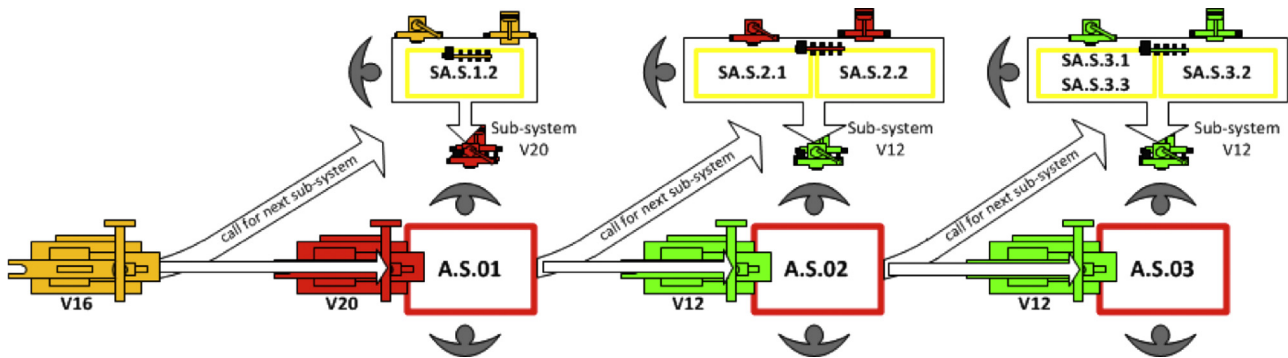 SA.S.1.2
SA.S.2.1
SA.S.2.2
SA.S.3.1
SA.S.3.3
SA.S.3.2
Sub-system
V20
Sub-system
V12
Sub-system
V12
call for next sub-system
call for next sub-system
call for next sub-system
A.S.01
A.S.02
A.S.03
V16
V20
V12
V12